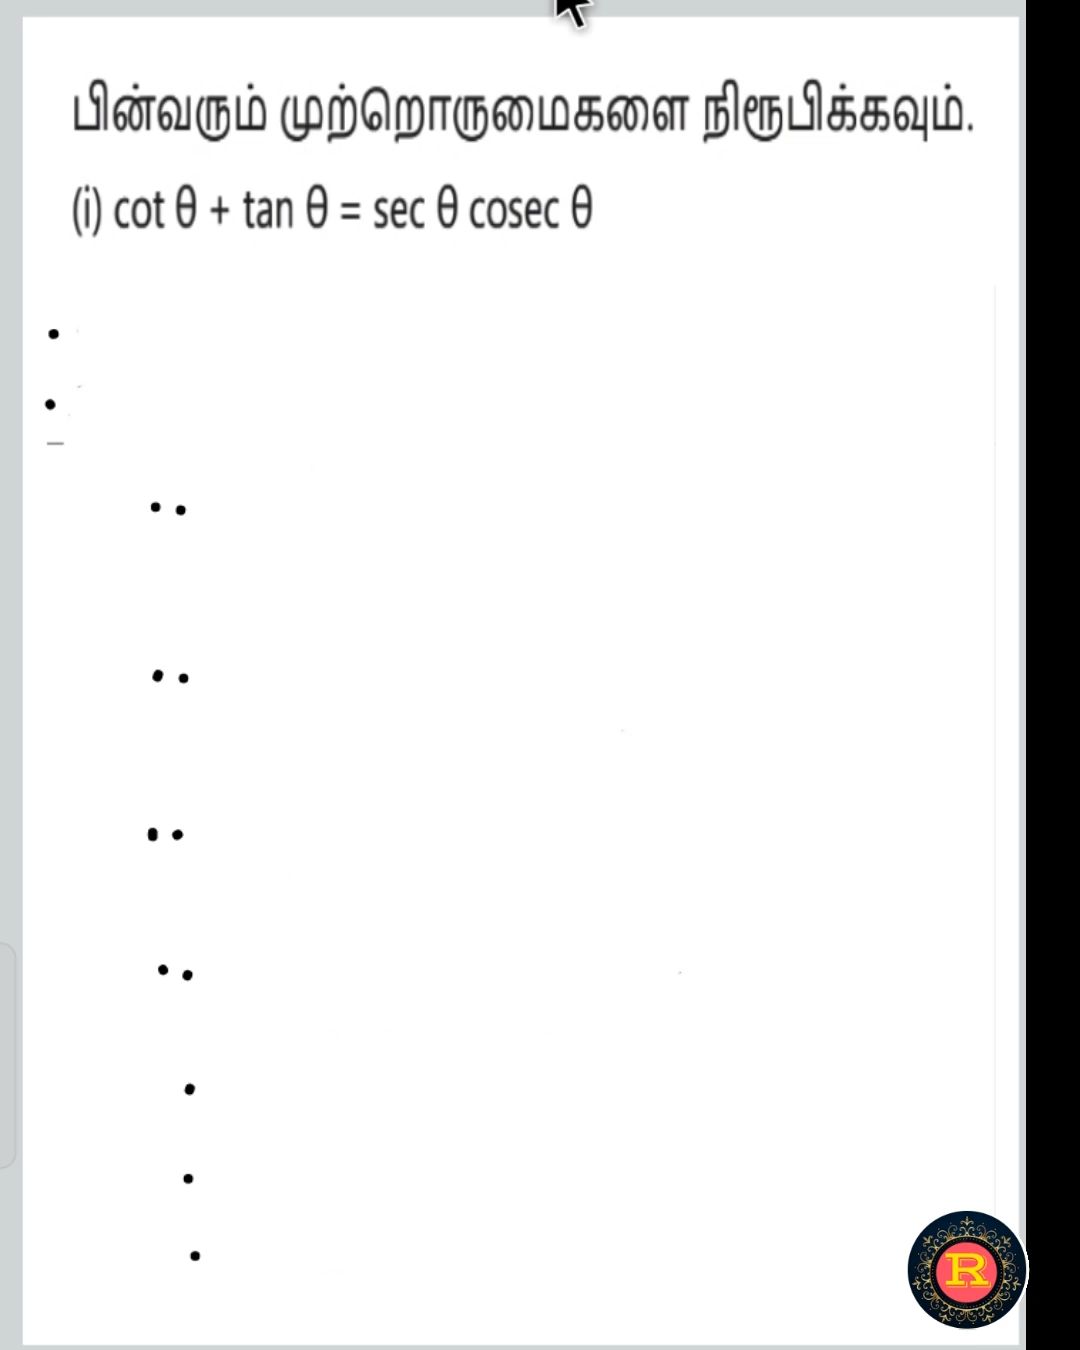 பின்வரும் முற்றொருமைகளை நிரூபிக்கவும்.
(i) cot θ + tan θ = sec θ cosec θ
R